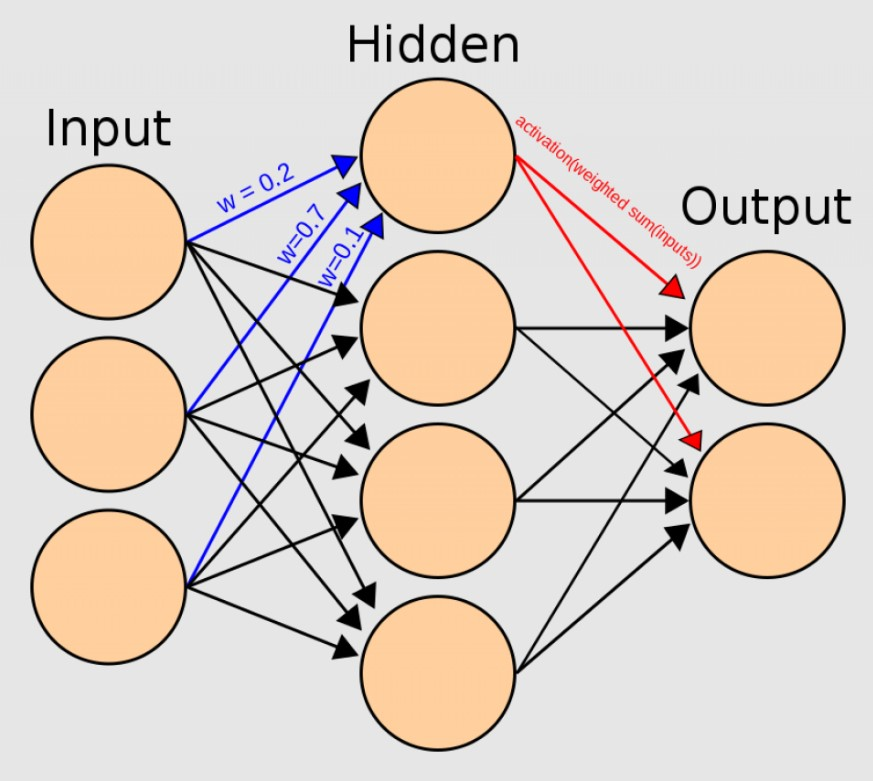 Hidden
Input
Output
w = 0.2
w=0.7
w=0.1
activation(weighted sum(inputs))